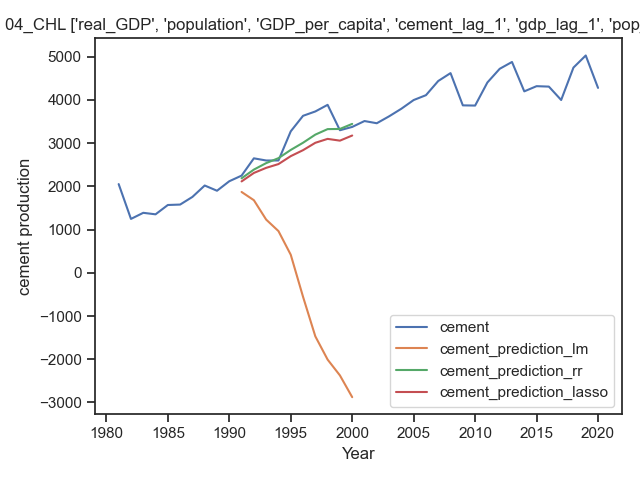 04_CHL ['real_GDP', 'population', 'GDP_per_capita', 'cement_lag_1', 'gdp_lag_1', 'pop_
5000
4000
3000
2000
1000
0
−1000
−2000
−3000
cement production
1980 1985 1990 1995 2000 2005 2010 2015 2020
Year
cement
cement_prediction_lm
cement_prediction_rr
cement_prediction_lasso